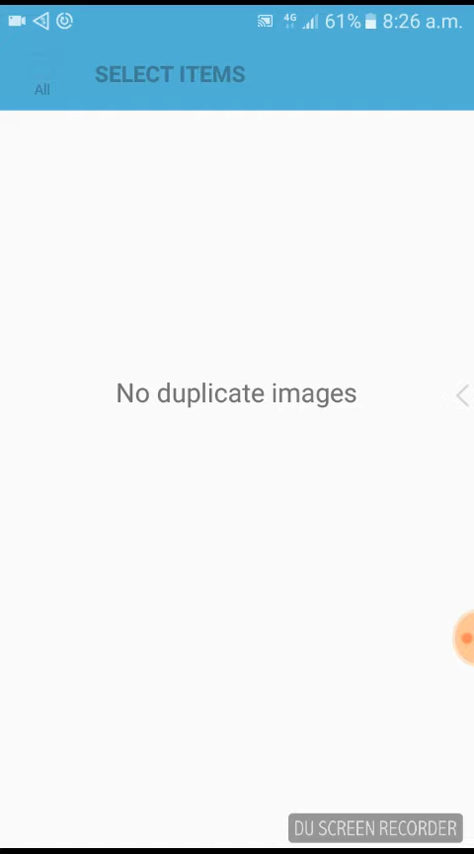 4G 61% 8:26 a.m.
All
SELECT ITEMS
No duplicate images
DU SCREEN RECORDER